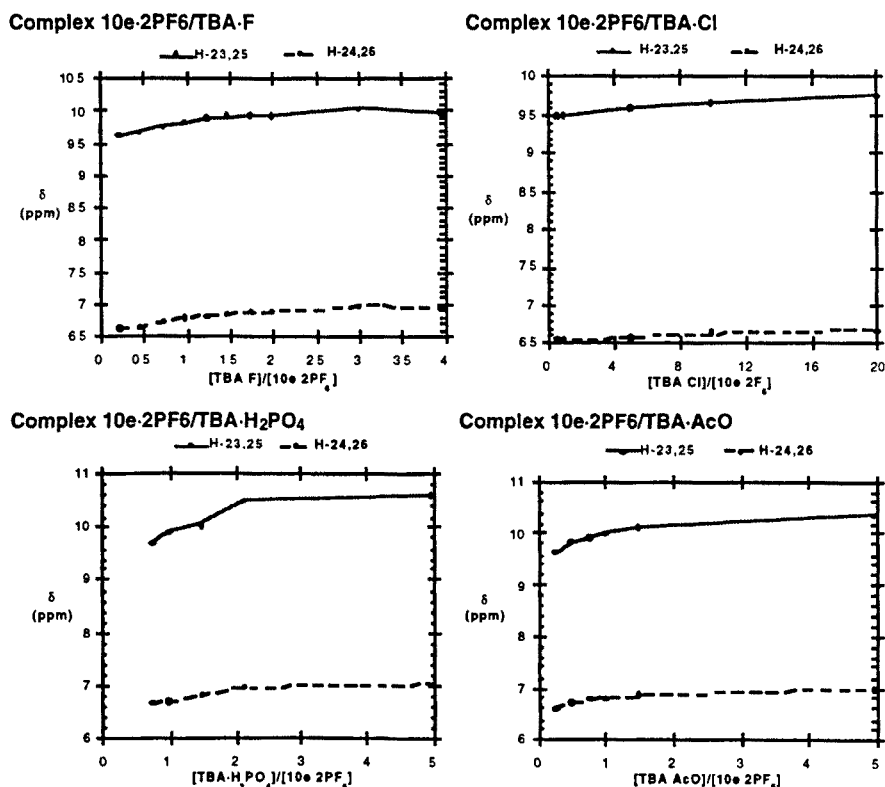 Complex 10e·2PF6/TBA·F
H-23,25 H-24,26
10 5
10
9.5
9
8.5
8
7.5
7
6.5
δ
(ppm)
0 0 5 1 1 5 2 2 5 3 3.5 4
[TBA F]/[10e 2PF6]
Complex 10e·2PF6/TBA·Cl
H-23.25 H-24,26
10
9.5
9
8.5
8
7.5
7
6.5
δ
(ppm)
0 4 8 12 16 20
[TBA Cl]/[10e 2F6]
Complex 10e·2PF6/TBA·H₂PO₄
H-23,25 H-24,26
11
10
9
8
7
6
δ
(ppm)
0 1 2 3 4 5
[TBA·H2PO4]/[10e 2PF6]
Complex 10e·2PF6/TBA·AcO
H-23,25 H-24,26
11
10
9
8
7
6
δ
(ppm)
0 1 2 3 4 5
[TBA AcO]/[10e 2PF6]